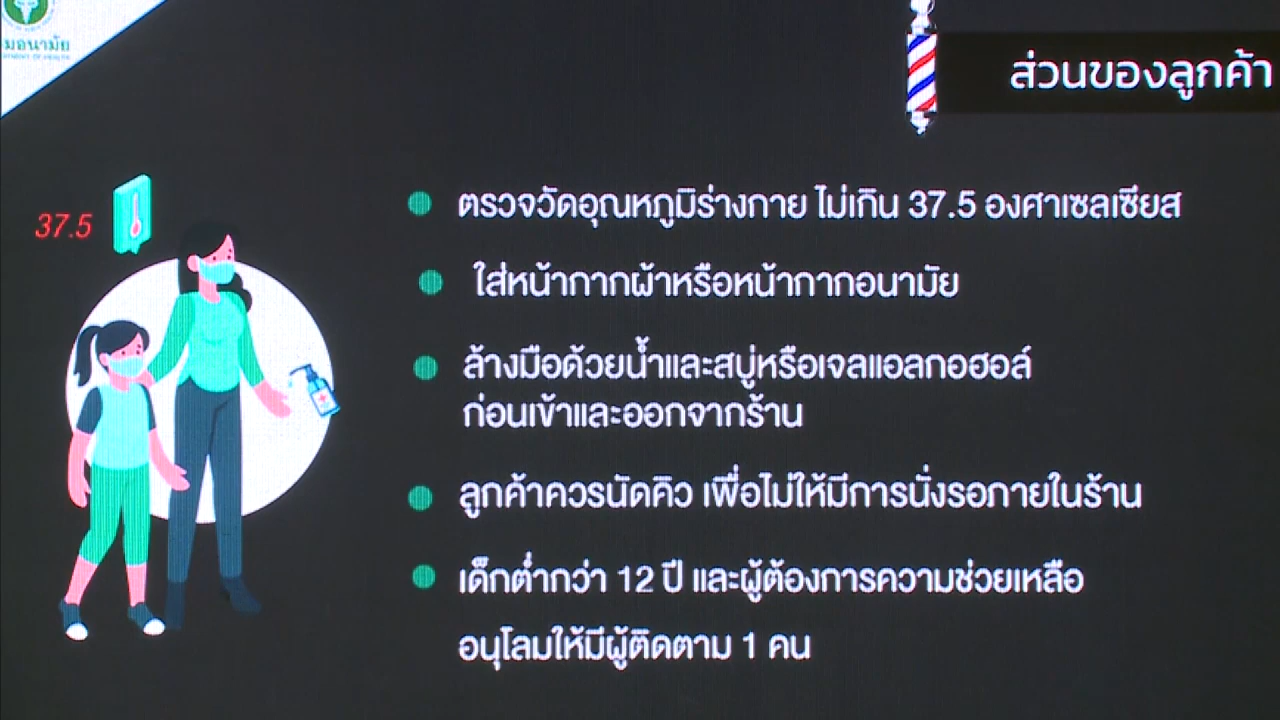 มอนามัย
ส่วนของลูกค้า
37.5
ตรวจวัดอุณหภูมิร่างกาย ไม่เกิน 37.5 องศาเซลเซียส
ใส่หน้ากากผ้าหรือหน้ากากอนามัย
ล้างมือด้วยน้ำและสบู่หรือเจลแอลกอฮอล์
ก่อนเข้าและออกจากร้าน
ลูกค้าควรนัดคิว เพื่อไม่ให้มีการนั่งรอภายในร้าน
เด็กต่ำกว่า 12 ปี และผู้ต้องการความช่วยเหลือ
อนุโลมให้มีผู้ติดตาม 1 คน